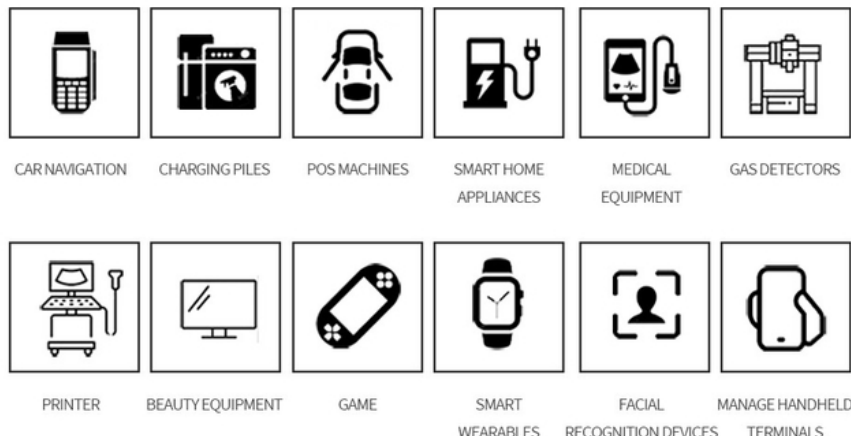 CAR NAVIGATION CHARGING PILES POS MACHINES SMART HOME MEDICAL GAS DETECTORS
APPLIANCES EQUIPMENT
PRINTER BEAUTY EQUIPMENT GAME SMART FACIAL MANAGE HANDHELD
WEARABLES RECOGNITION DEVICES TERMINALS